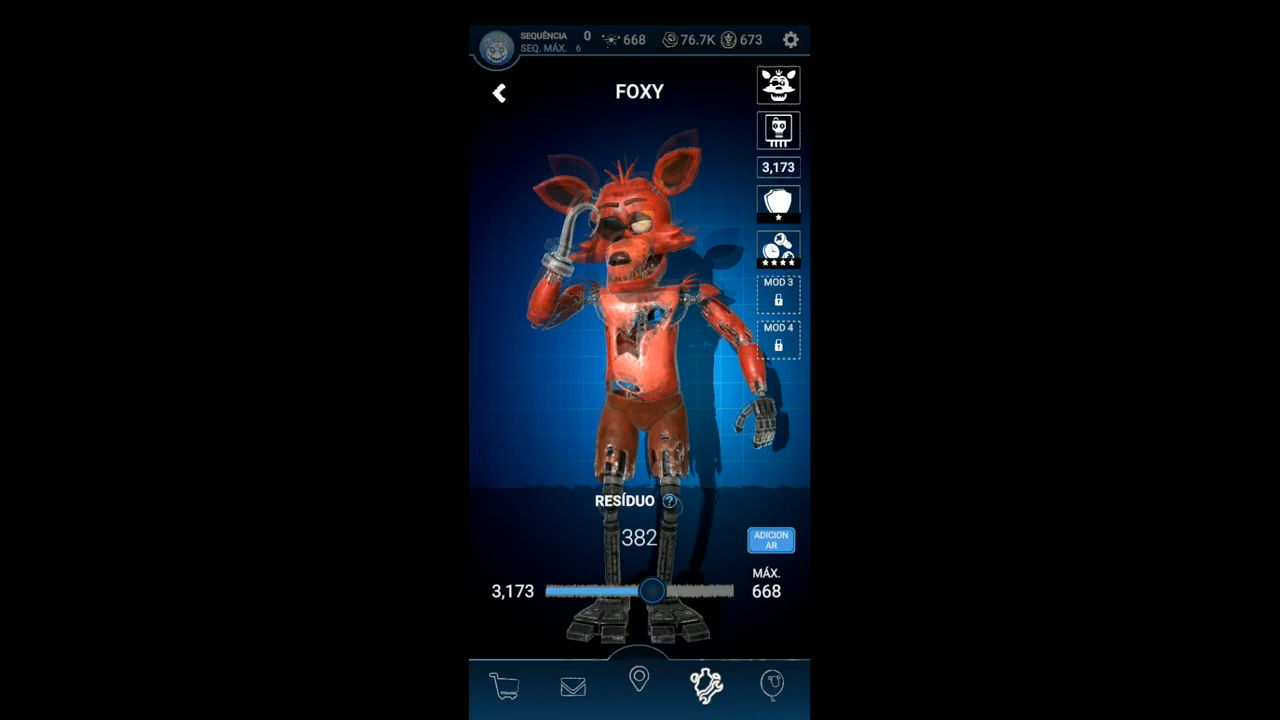 SEQUÊNCIA 0
SEQ. MÁX. 6
668
76.7K
673
FOXY
3,173
MOD 3
MOD 4
RESÍDUO ?
382
ADICION
AR
MÁX.
3,173
668